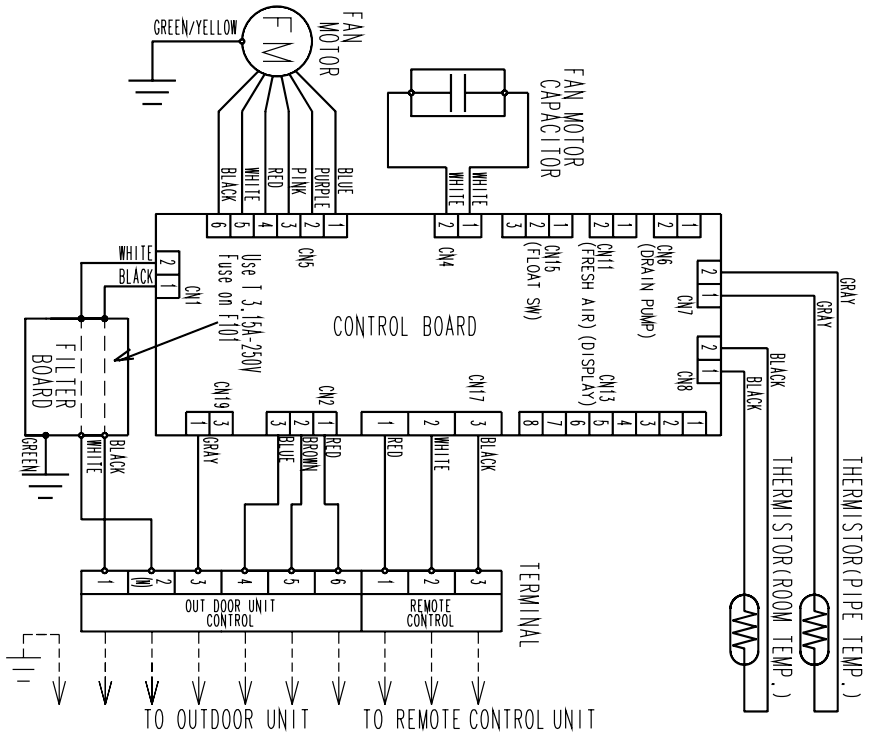 GREEN/YELLOW
FAN
MOTOR
FM
FAN MOTOR
CAPACITOR
BLACK
WHITE
RED
PINK
PURPLE
BLUE
WHITE
WHITE
6
5
4
3
2
1
CN5
2
1
CN4
3
2
1
CN15
(FLOAT SW)
2
1
CN11
(FRESH AIR)
2
1
CN6
(DRAIN PUMP)
2
1
CN7
GRAY
GRAY
2
1
CN8
BLACK
BLACK
WHITE
BLACK
2
1
CN1
Use T 3.15A-250V
Fuse on F101
CONTROL BOARD
FILTER
BOARD
GREEN
WHITE
BLACK
CN19
1
3
GRAY
CN2
3
2
1
BLUE
BROWN
RED
CN17
1
2
3
RED
WHITE
BLACK
CN13
(DISPLAY)
8
7
6
5
4
3
2
1
THERMISTOR(ROOM TEMP.)
THERMISTOR(PIPE TEMP.)
TERMINAL
1
2
(N)
3
4
5
6
1
2
3
OUT DOOR UNIT
CONTROL
REMOTE
CONTROL
TO OUTDOOR UNIT
TO REMOTE CONTROL UNIT